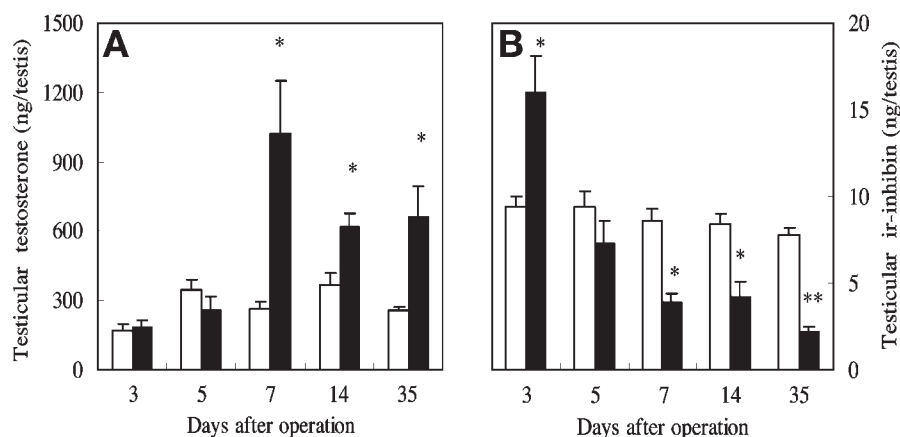 A
B
Testicular testosterone (ng/testis)
1500
1200
900
600
300
0
*
*
*
3 5 7 14 35
Days after operation
*
*
*
**
20
15
10
5
0
Testicular ir-inhibin (ng/testis)
3 5 7 14 35
Days after operation